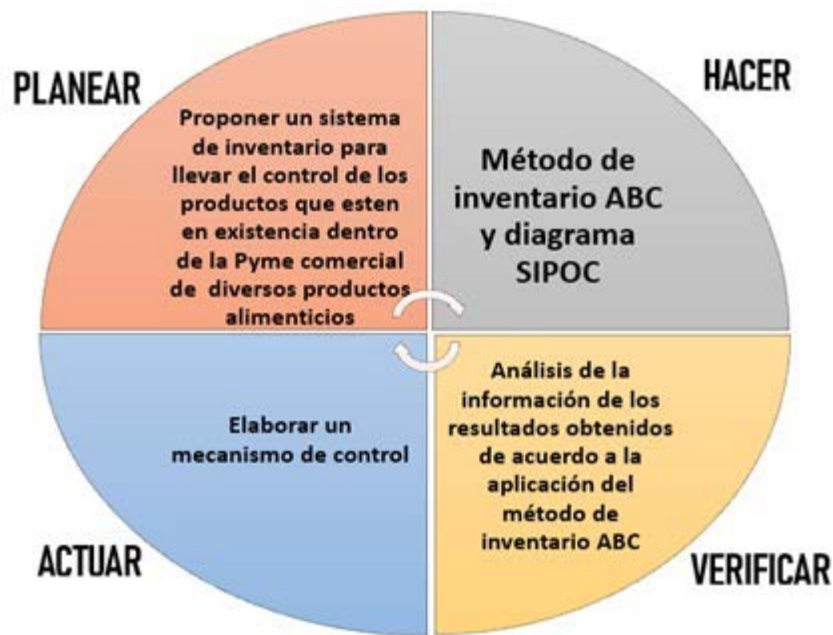 PLANEAR
Proponer un sistema
de inventario para
llevar el control de los
productos que esten
en existencia dentro
de la Pyme comercial
de diversos productos
alimenticios
HACER
Método de
inventario ABC
y diagrama
SIPOC
ACTUAR
Elaborar un
mecanismo de control
VERIFICAR
Análisis de la
información de los
resultados obtenidos
de acuerdo a la
aplicación del
método de
inventario ABC